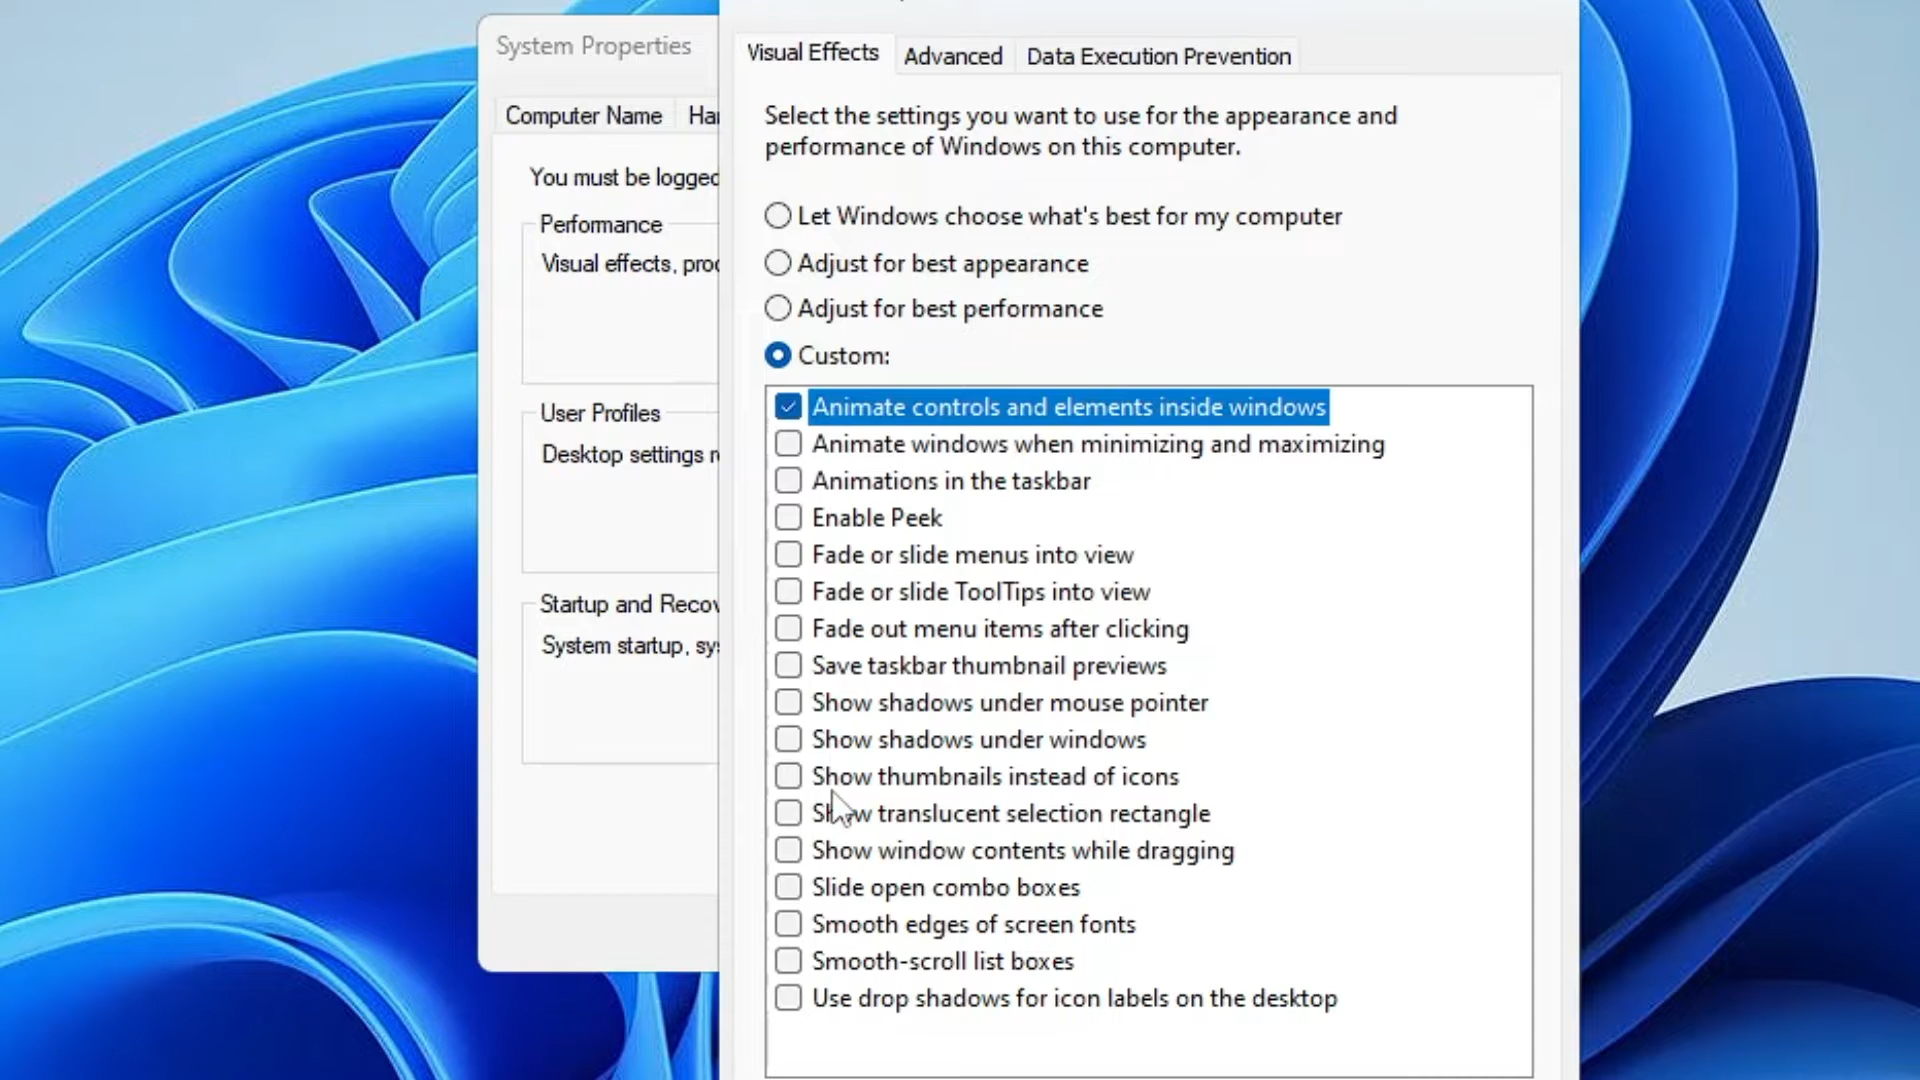 System Properties
Computer Name
Har
You must be logged
Performance
Visual effects, proc
User Profiles
Desktop settings r
Startup and Recov
System startup, sys
Visual Effects
Advanced
Data Execution Prevention
Select the settings you want to use for the appearance and
performance of Windows on this computer.
Let Windows choose what's best for my computer
Adjust for best appearance
Adjust for best performance
Custom:
Animate controls and elements inside windows
Animate windows when minimizing and maximizing
Animations in the taskbar
Enable Peek
Fade or slide menus into view
Fade or slide ToolTips into view
Fade out menu items after clicking
Save taskbar thumbnail previews
Show shadows under mouse pointer
Show shadows under windows
Show thumbnails instead of icons
Show translucent selection rectangle
Show window contents while dragging
Slide open combo boxes
Smooth edges of screen fonts
Smooth-scroll list boxes
Use drop shadows for icon labels on the desktop